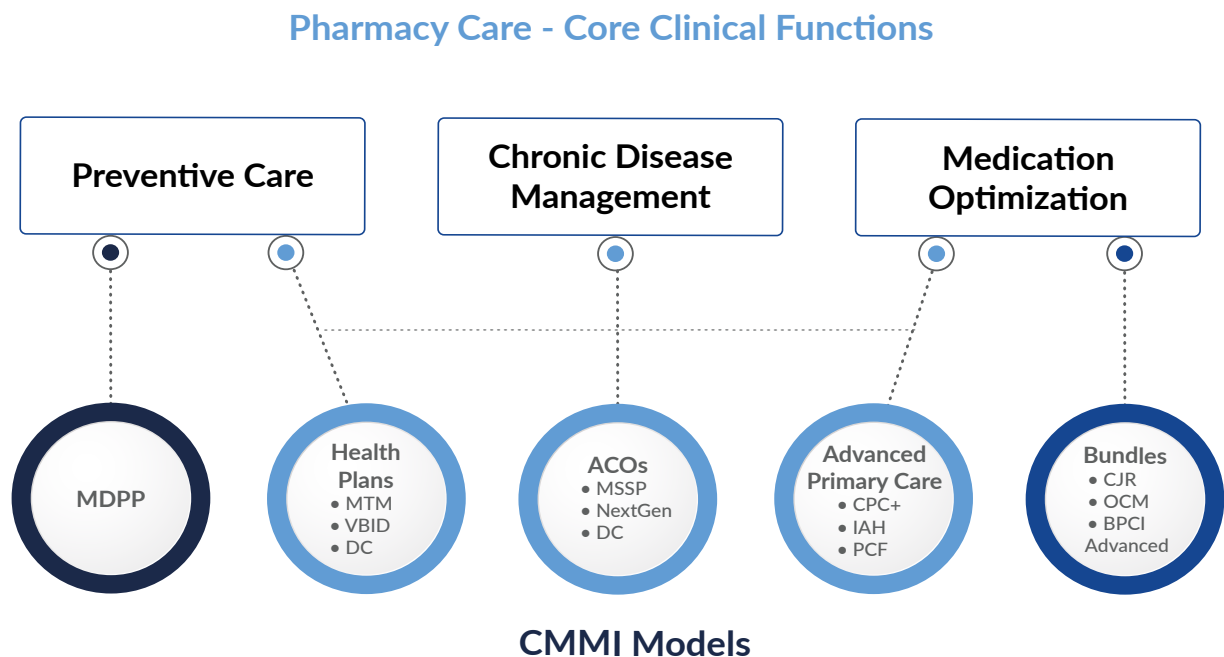 Pharmacy Care - Core Clinical Functions
Preventive Care
Chronic Disease
Management
Medication
Optimization
MDPP
Health
Plans
• MTM
• VBID
• DC
ACOs
• MSSP
• NextGen
• DC
Advanced
Primary Care
• CPC+
• IAH
• PCF
Bundles
• CJR
• OCM
• BPCI
Advanced
CMMI Models